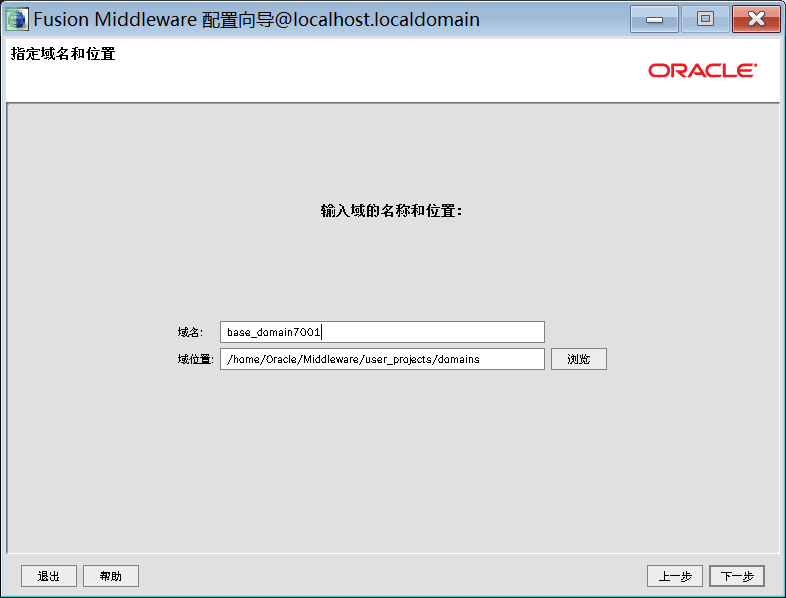 Fusion Middleware 配置向导@localhost.localdomain
指定域名和位置
ORACLE
输入域的名称和位置:
域名: base_domain7001
域位置: /home/Oracle/Middleware/user_projects/domains 浏览
退出 帮助 上一步 下一步